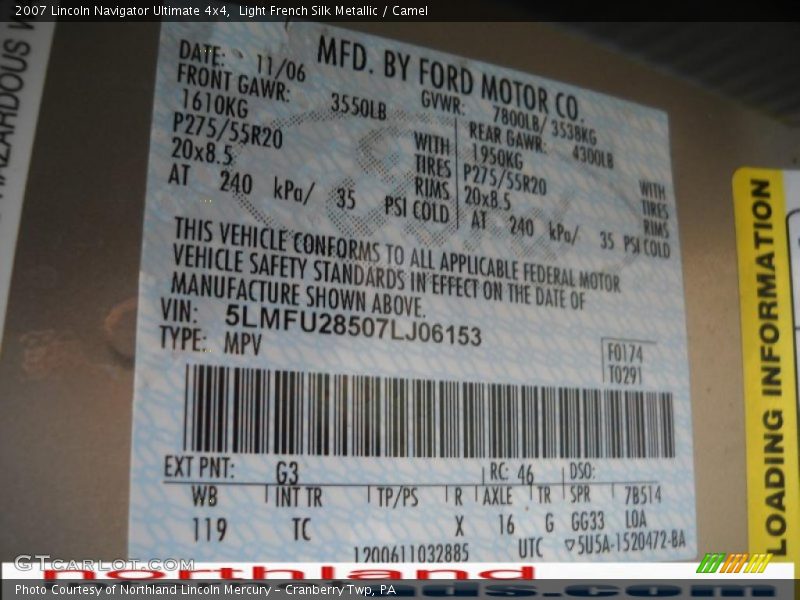 2007 Lincoln Navigator Ultimate 4x4, Light French Silk Metallic / Camel
DATE: 11/06
MFD. BY FORD MOTOR CO.
FRONT GAWR: 3550LB
GVWR: 7800LB/ 3538KG
1610KG WITH
REAR GAWR: 4300LB
P275/55R20 TIRES
1950KG WITH
20x8.5 RIMS
P275/55R20 TIRES
AT 240 kPa/ 35 PSI COLD
20x8.5 RIMS
AT 240 kPa/ 35 PSI COLD
THIS VEHICLE CONFORMS TO ALL APPLICABLE FEDERAL MOTOR
VEHICLE SAFETY STANDARDS IN EFFECT ON THE DATE OF
MANUFACTURE SHOWN ABOVE.
VIN: 5LMFU28507LJ06153
TYPE: MPV
F0174
T0291
EXT PNT: G3 RC: 46 DSO:
WB INT TR TP/PS R AXLE TR SPR 7B514
119 TC X 16 G GG33 LOA
1200611032885 UTC ▽5U5A-1520472-BA
HAZARDOUS
LOADING INFORMATION
GTCarLot.com
northland
Photo Courtesy of Northland Lincoln Mercury - Cranberry Twp, PA